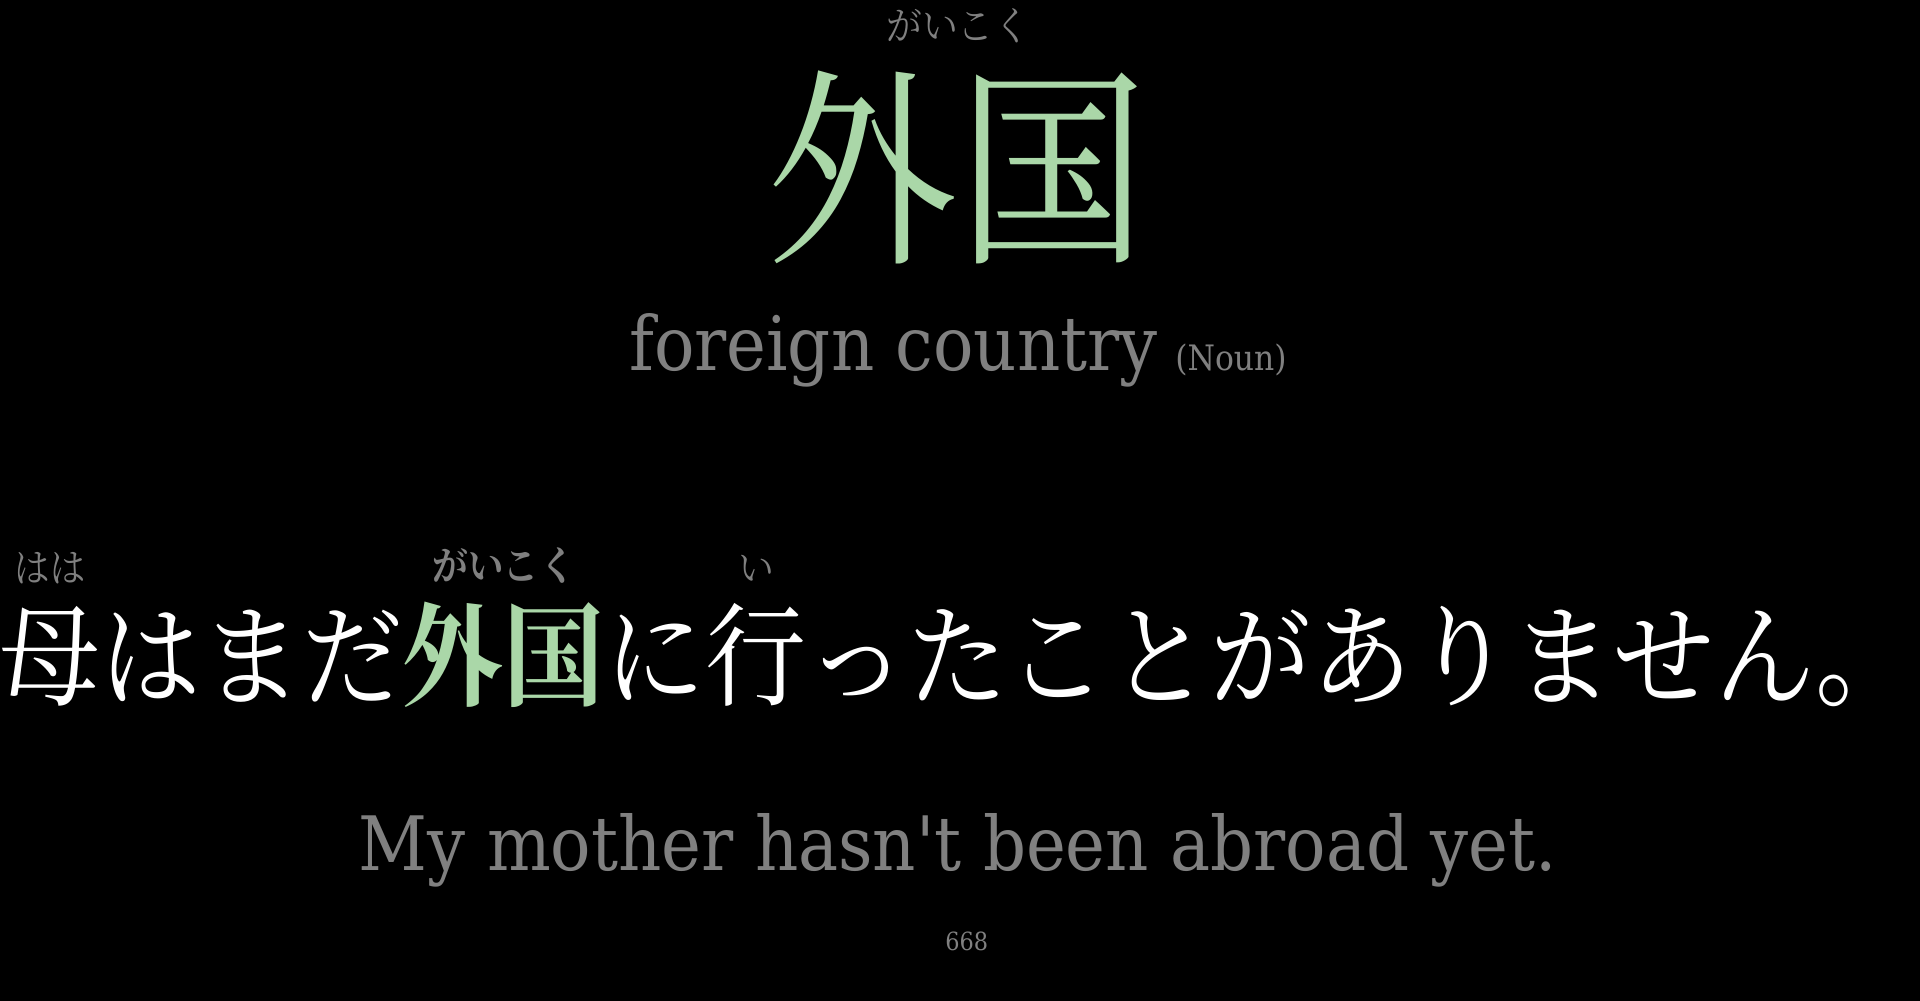 がいこく
外国
foreign country (Noun)
はは がいこく い
母はまだ外国に行ったことがありません。
My mother hasn't been abroad yet.
668